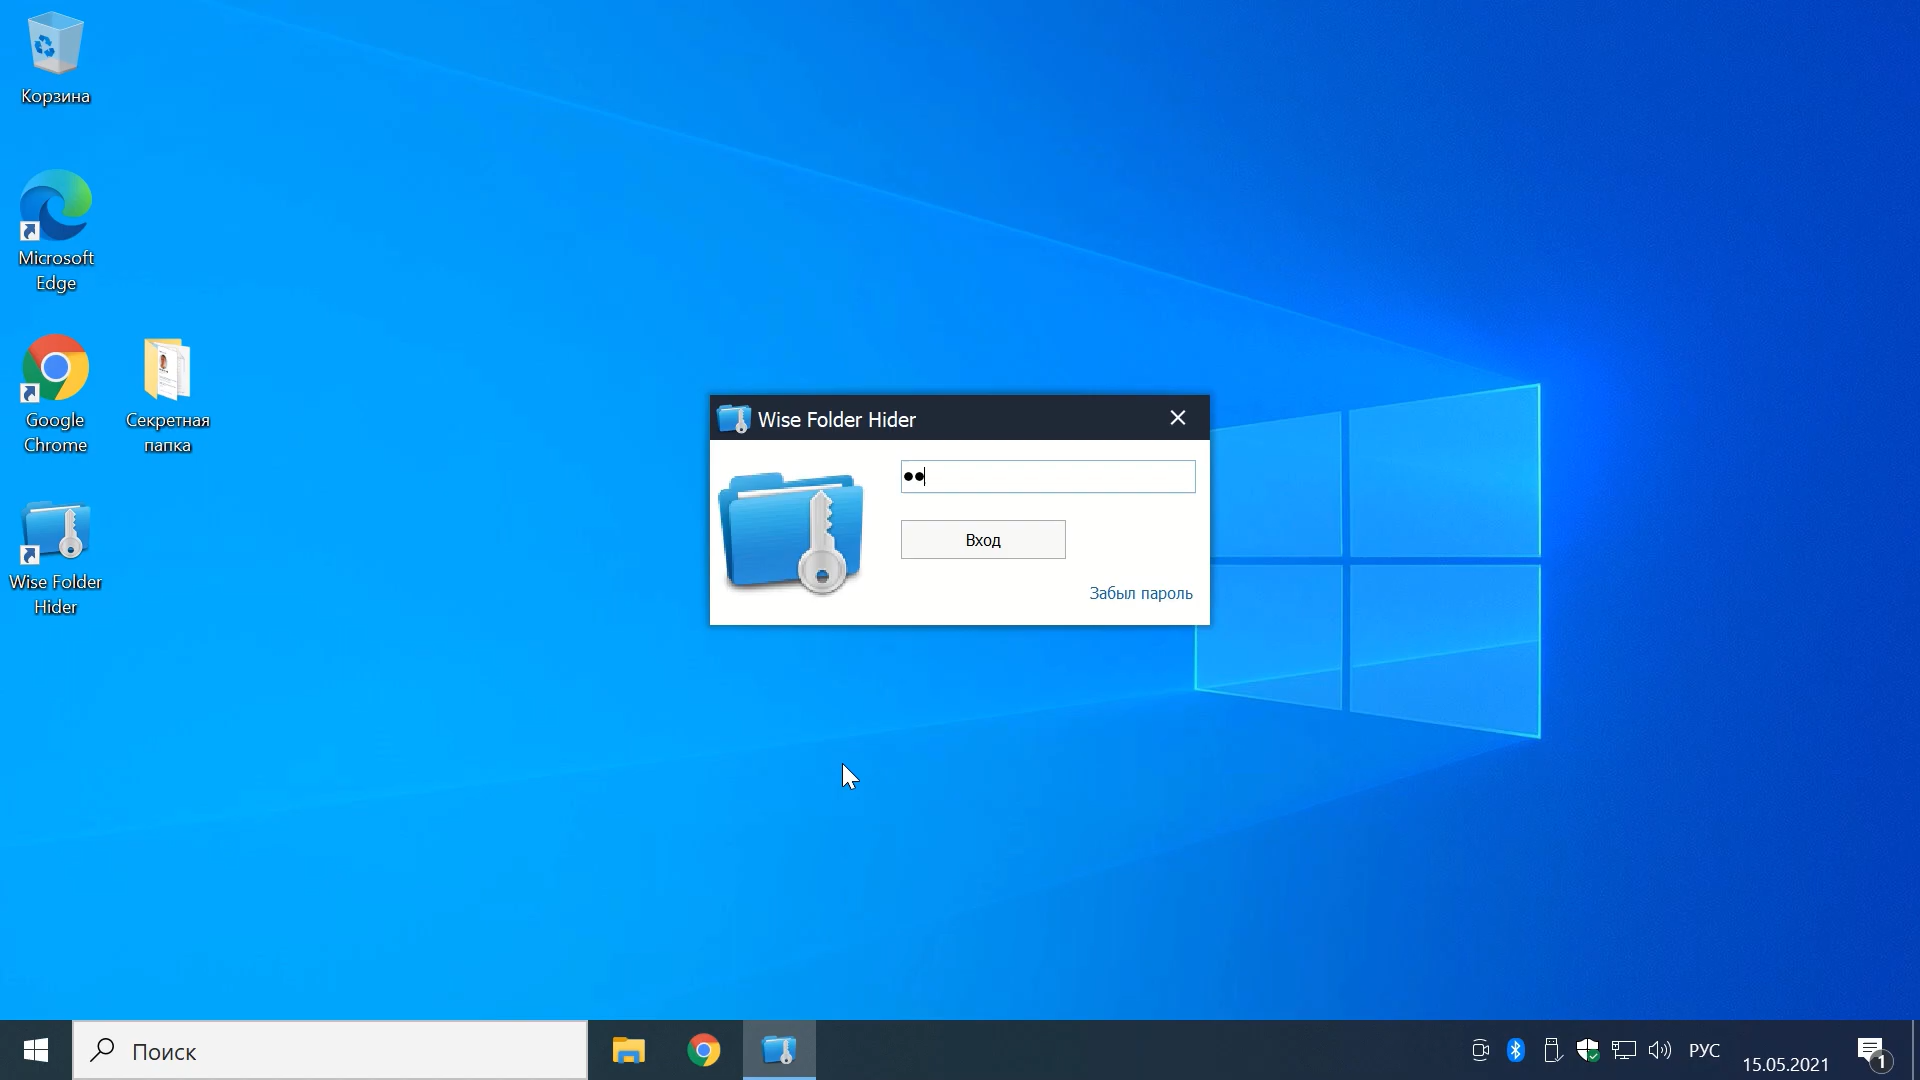 Корзина
Microsoft
Edge
Google
Chrome
Секретная
папка
Wise Folder
Hider
Wise Folder Hider
Вход
Забыл пароль
Поиск
РУС
15.05.2021
1